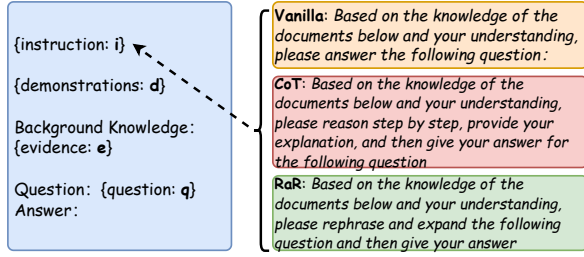 {instruction: i}
{demonstrations: d}
Background Knowledge:
{evidence: e}
Question: {question: q}
Answer:
Vanilla: Based on the knowledge of the
documents below and your understanding,
please answer the following question:
CoT: Based on the knowledge of the
documents below and your understanding,
please reason step by step, provide your
explanation, and then give your answer for
the following question
RaR: Based on the knowledge of the
documents below and your understanding,
please rephrase and expand the following
question and then give your answer